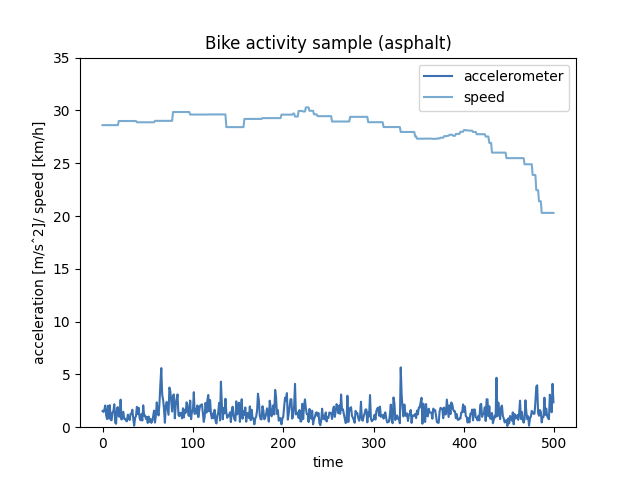 Bike activity sample (asphalt)
accelerometer
speed
acceleration [m/sˆ2]/ speed [km/h]
35
30
25
20
15
10
5
0
0 100 200 300 400 500
time